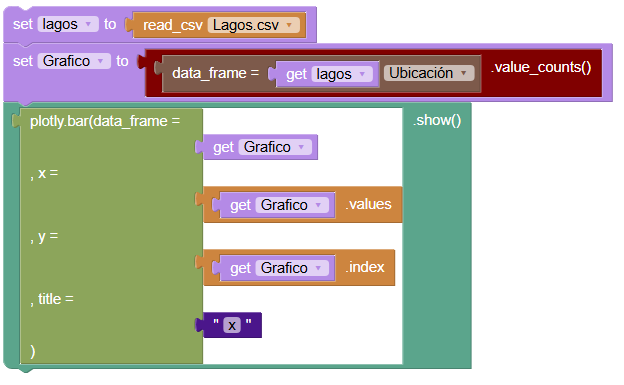 set lagos to read_csv Lagos.csv
set Grafico to data_frame = get lagos Ubicación .value_counts()
plotly.bar(data_frame = .show()
get Grafico
, x =
get Grafico .values
, y =
get Grafico .index
, title =
" x "
)